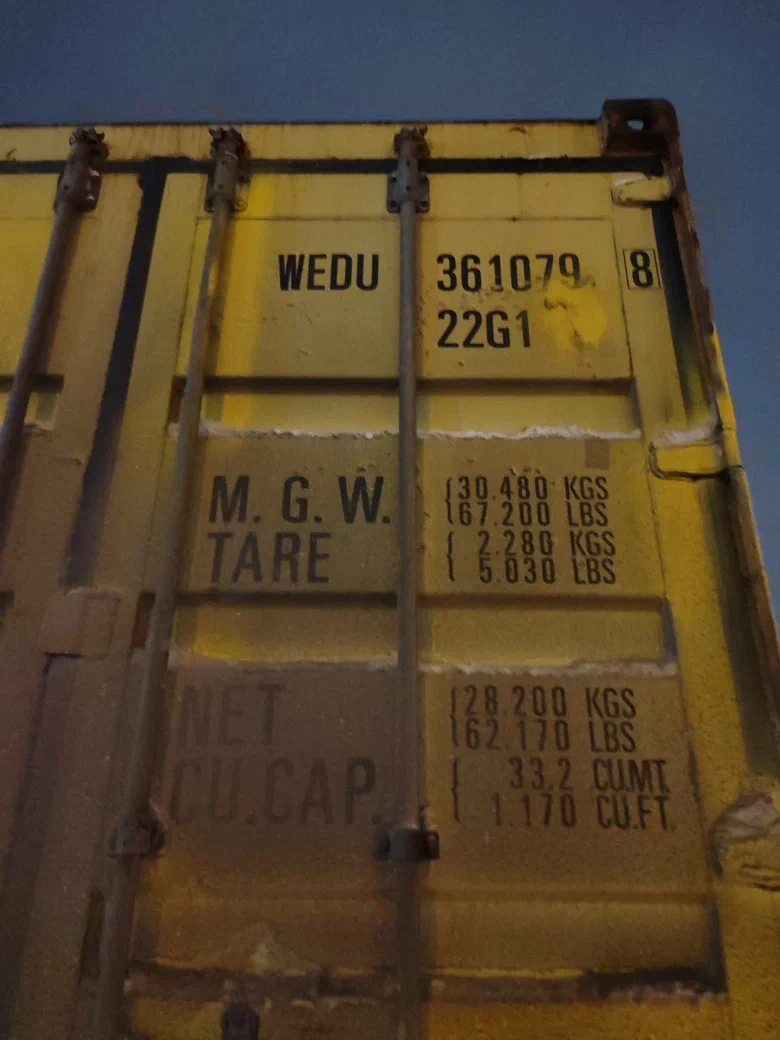 WEDU 361079 8
22G1
M. G. W. 30.480 KGS
67.200 LBS
TARE 2.280 KGS
5.030 LBS
NET 28.200 KGS
62.170 LBS
CU.CAP. 33,2 CU.MT.
1.170 CU.FT.